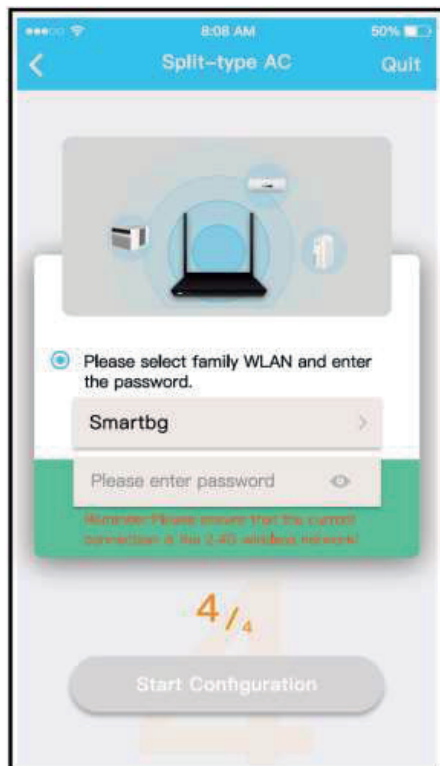 8:08 AM 50%
Split-type AC Quit
Please select family WLAN and enter
the password.
Smartbg
Please enter password
Reminder: Please ensure that the current
connection is the 2.4G wireless network!
4/4
Start Configuration